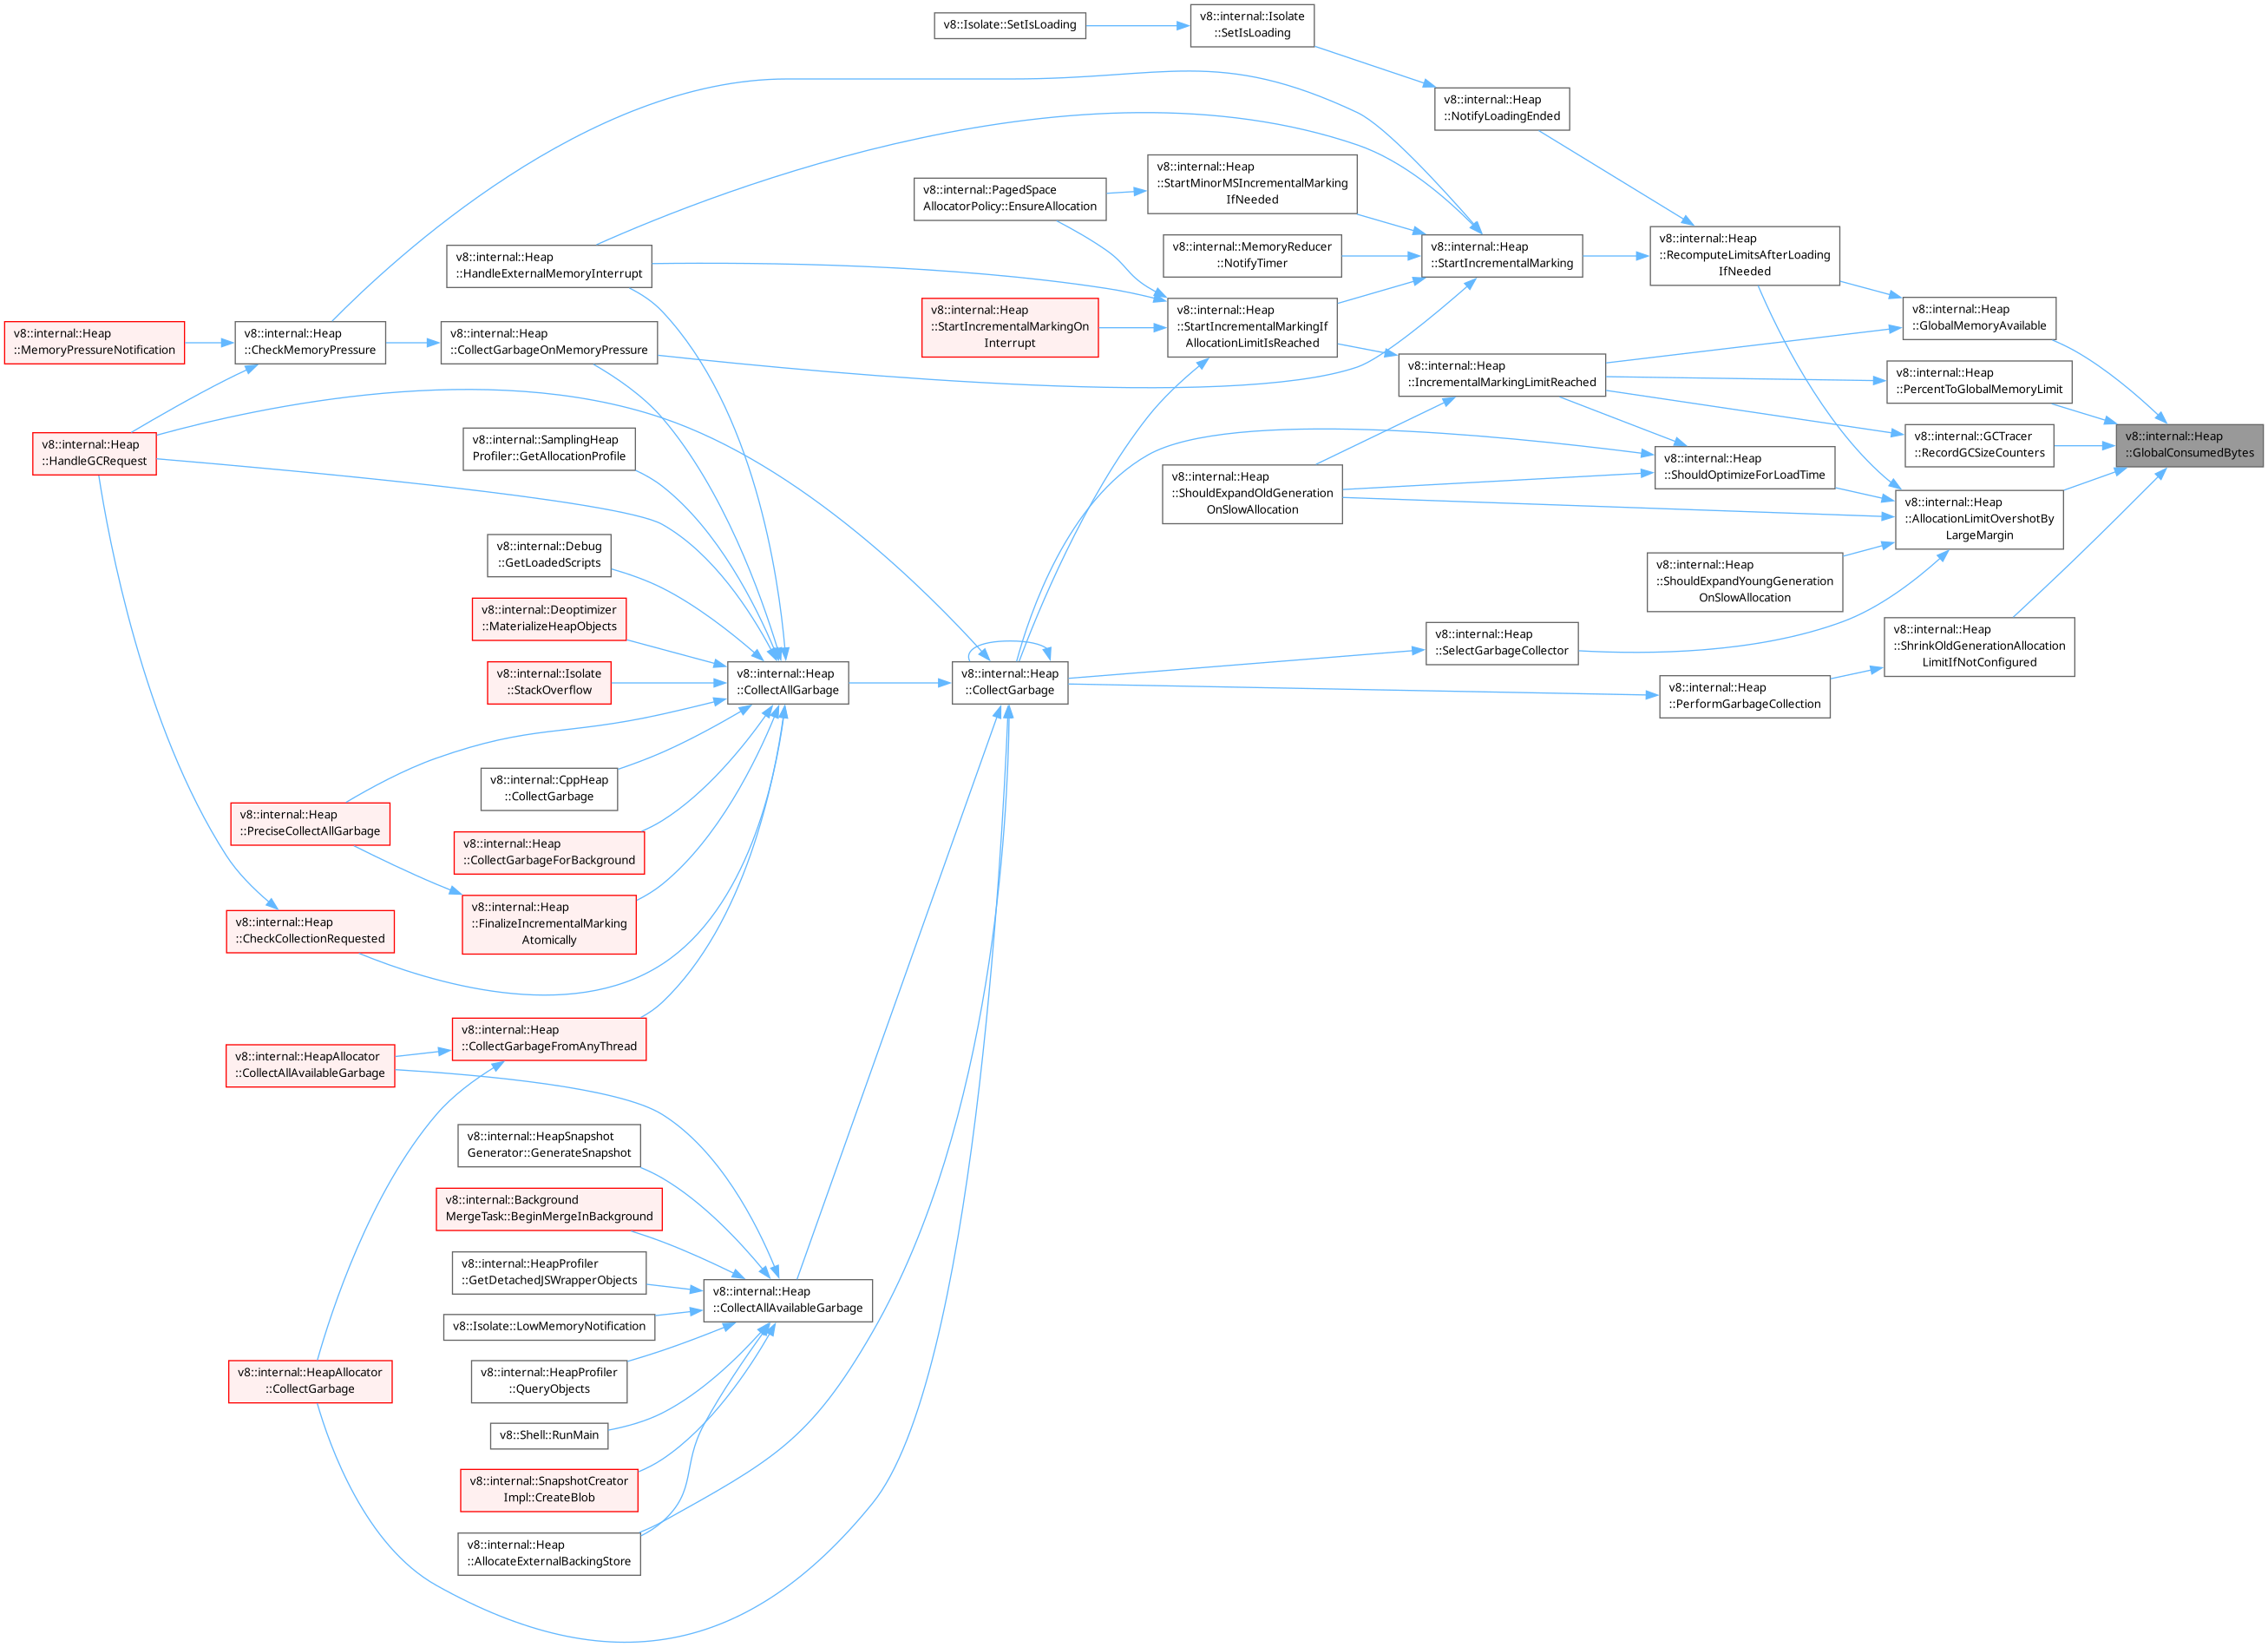 v8::Isolate::SetIsLoading
v8::internal::Isolate
::SetIsLoading
v8::internal::Heap
::NotifyLoadingEnded
v8::internal::Heap
::StartMinorMSIncrementalMarking
IfNeeded
v8::internal::PagedSpace
AllocatorPolicy::EnsureAllocation
v8::internal::MemoryReducer
::NotifyTimer
v8::internal::Heap
::StartIncrementalMarking
v8::internal::Heap
::RecomputeLimitsAfterLoading
IfNeeded
v8::internal::Heap
::HandleExternalMemoryInterrupt
v8::internal::Heap
::StartIncrementalMarkingOn
Interrupt
v8::internal::Heap
::StartIncrementalMarkingIf
AllocationLimitIsReached
v8::internal::Heap
::GlobalMemoryAvailable
v8::internal::Heap
::MemoryPressureNotification
v8::internal::Heap
::CheckMemoryPressure
v8::internal::Heap
::CollectGarbageOnMemoryPressure
v8::internal::Heap
::IncrementalMarkingLimitReached
v8::internal::Heap
::PercentToGlobalMemoryLimit
v8::internal::Heap
::HandleGCRequest
v8::internal::SamplingHeap
Profiler::GetAllocationProfile
v8::internal::Heap
::ShouldExpandOldGeneration
OnSlowAllocation
v8::internal::Heap
::ShouldOptimizeForLoadTime
v8::internal::GCTracer
::RecordGCSizeCounters
v8::internal::Heap
::GlobalConsumedBytes
v8::internal::Heap
::AllocationLimitOvershotBy
LargeMargin
v8::internal::Debug
::GetLoadedScripts
v8::internal::Heap
::ShouldExpandYoungGeneration
OnSlowAllocation
v8::internal::Deoptimizer
::MaterializeHeapObjects
v8::internal::Heap
::SelectGarbageCollector
v8::internal::Heap
::ShrinkOldGenerationAllocation
LimitIfNotConfigured
v8::internal::Isolate
::StackOverflow
v8::internal::Heap
::CollectAllGarbage
v8::internal::Heap
::CollectGarbage
v8::internal::Heap
::PerformGarbageCollection
v8::internal::CppHeap
::CollectGarbage
v8::internal::Heap
::PreciseCollectAllGarbage
v8::internal::Heap
::CollectGarbageForBackground
v8::internal::Heap
::FinalizeIncrementalMarking
Atomically
v8::internal::Heap
::CheckCollectionRequested
v8::internal::Heap
::CollectGarbageFromAnyThread
v8::internal::HeapAllocator
::CollectAllAvailableGarbage
v8::internal::HeapSnapshot
Generator::GenerateSnapshot
v8::internal::Background
MergeTask::BeginMergeInBackground
v8::internal::HeapProfiler
::GetDetachedJSWrapperObjects
v8::internal::Heap
::CollectAllAvailableGarbage
v8::Isolate::LowMemoryNotification
v8::internal::HeapAllocator
::CollectGarbage
v8::internal::HeapProfiler
::QueryObjects
v8::Shell::RunMain
v8::internal::SnapshotCreator
Impl::CreateBlob
v8::internal::Heap
::AllocateExternalBackingStore